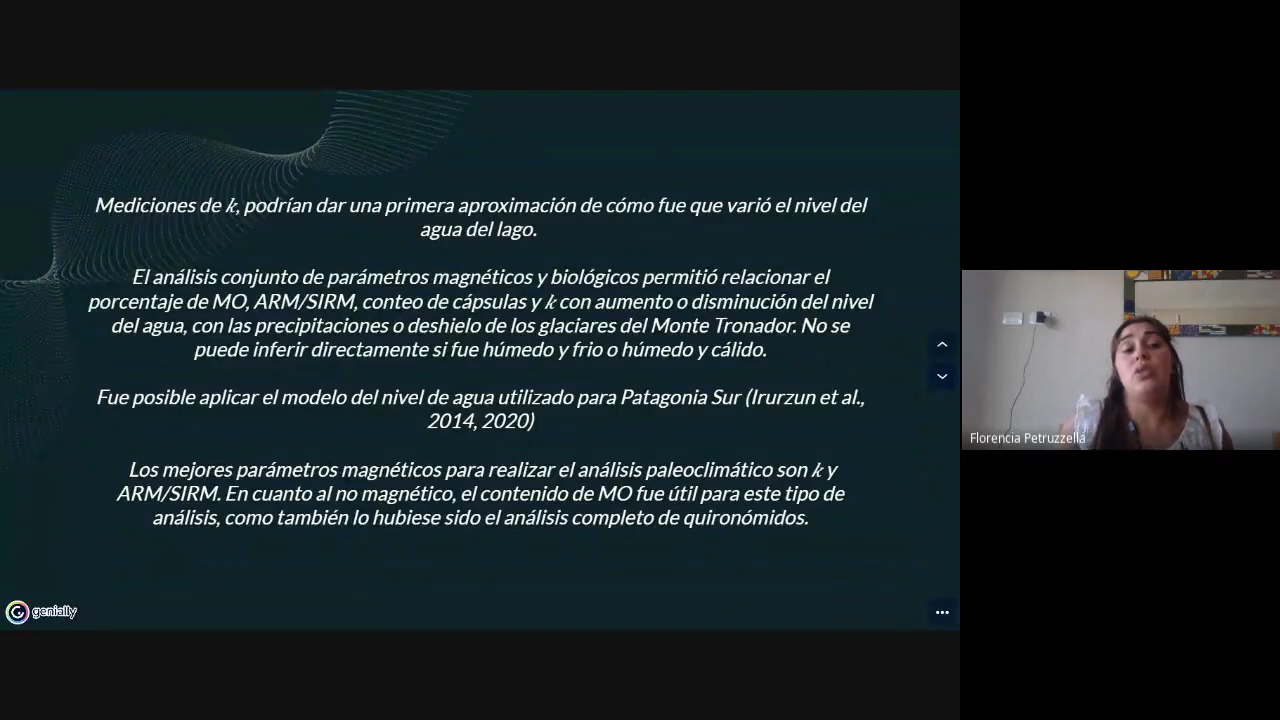 Mediciones de k, podrían dar una primera aproximación de cómo fue que varió el nivel del
agua del lago.
El análisis conjunto de parámetros magnéticos y biológicos permitió relacionar el
porcentaje de MO, ARM/SIRM, conteo de cápsulas y k con aumento o disminución del nivel
del agua, con las precipitaciones o deshielo de los glaciares del Monte Tronador. No se
puede inferir directamente si fue húmedo y frio o húmedo y cálido.
Fue posible aplicar el modelo del nivel de agua utilizado para Patagonia Sur (Irurzun et al.,
2014, 2020)
Los mejores parámetros magnéticos para realizar el análisis paleoclimático son k y
ARM/SIRM. En cuanto al no magnético, el contenido de MO fue útil para este tipo de
análisis, como también lo hubiese sido el análisis completo de quironómidos.
genially
Florencia Petruzzella